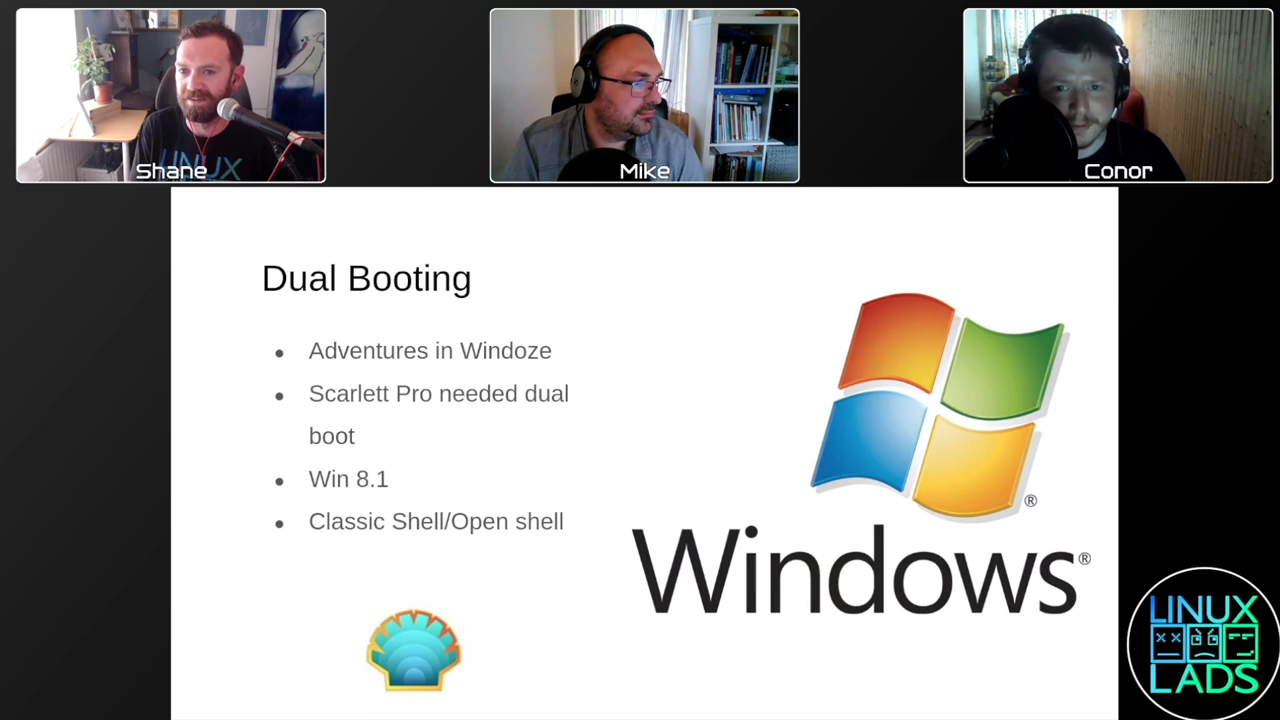 Shane
Mike
Conor
LINUX
Dual Booting
Adventures in Windoze
Scarlett Pro needed dual
boot
Win 8.1
Classic Shell/Open shell
®
Windows®
LINUX
LADS